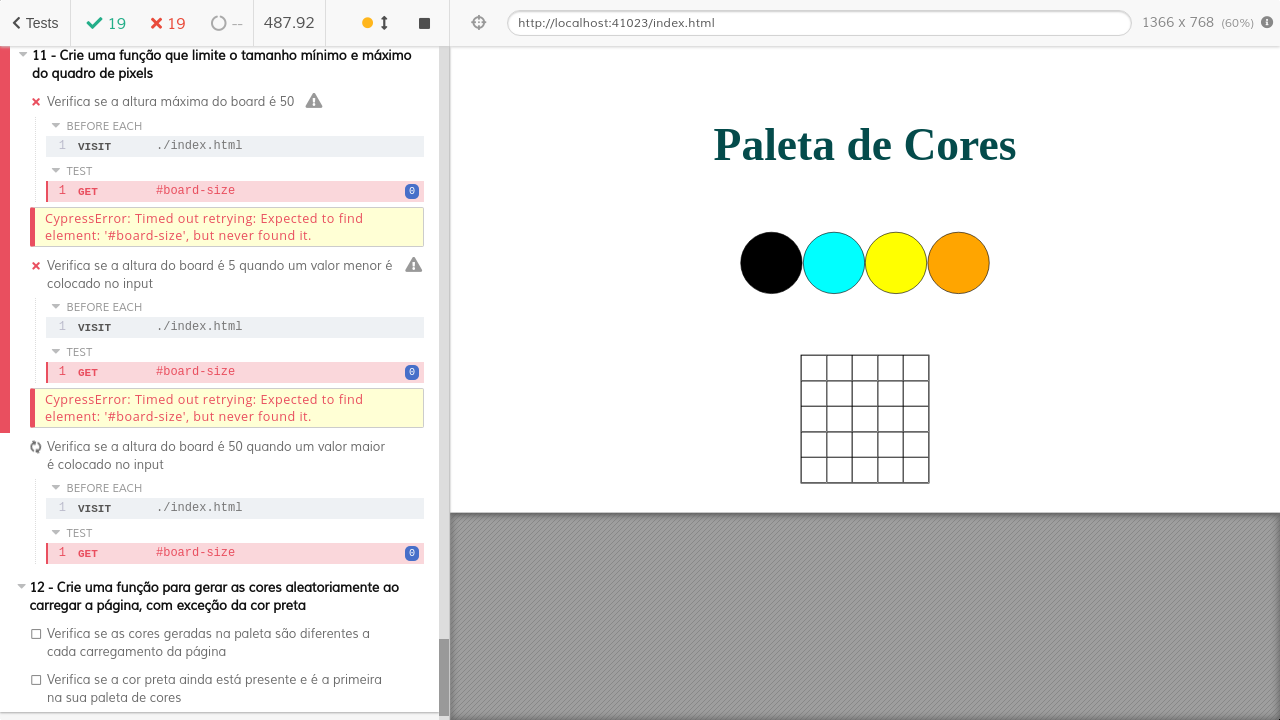 Tests
19
19
--
487.92
http://localhost:41023/index.html
1366 x 768 (60%)
11 - Crie uma função que limite o tamanho mínimo e máximo
do quadro de pixels
Verifica se a altura máxima do board é 50
BEFORE EACH
1 VISIT ./index.html
TEST
1 GET #board-size 0
CypressError: Timed out retrying: Expected to find
element: '#board-size', but never found it.
Verifica se a altura do board é 5 quando um valor menor é
colocado no input
BEFORE EACH
1 VISIT ./index.html
TEST
1 GET #board-size 0
CypressError: Timed out retrying: Expected to find
element: '#board-size', but never found it.
Verifica se a altura do board é 50 quando um valor maior
é colocado no input
BEFORE EACH
1 VISIT ./index.html
TEST
1 GET #board-size 0
12 - Crie uma função para gerar as cores aleatoriamente ao
carregar a página, com exceção da cor preta
Verifica se as cores geradas na paleta são diferentes a
cada carregamento da página
Verifica se a cor preta ainda está presente e é a primeira
na sua paleta de cores
Paleta de Cores